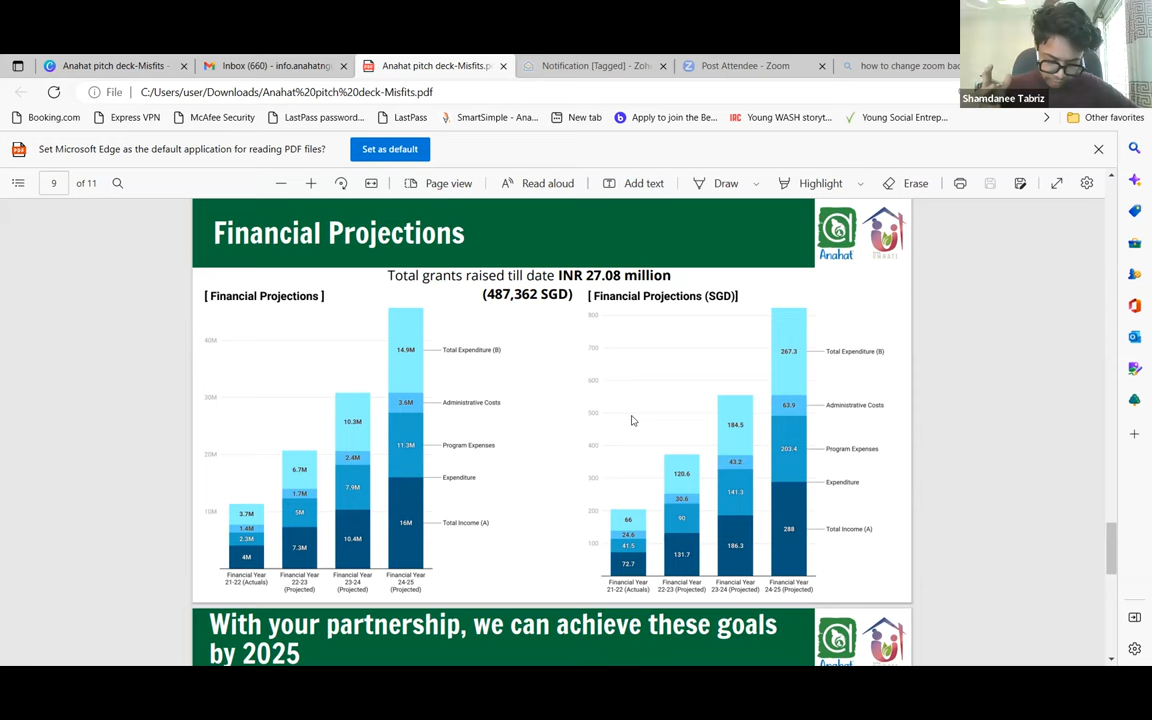 Anahat pitch deck-Misfits -
Inbox (660) - info.anahatng
Anahat pitch deck-Misfits.p
Notification [Tagged] - Zoh
Post Attendee - Zoom
how to change zoom bac
Shamdanee Tabriz
File
C:/Users/user/Downloads/Anahat%20pitch%20deck-Misfits.pdf
Booking.com
Express VPN
McAfee Security
LastPass password...
LastPass
SmartSimple - Ana...
New tab
Apply to join the Be...
IRC
Young WASH storyt...
Young Social Entrep...
Other favorites
Set Microsoft Edge as the default application for reading PDF files?
Set as default
9 of 11
Page view
Read aloud
Add text
Draw
Highlight
Erase
Financial Projections
Anahat
Total grants raised till date INR 27.08 million
(487,362 SGD)
[ Financial Projections ]
40M
30M
20M
10M
14.9M
3.6M
11.3M
16M
10.3M
2.4M
7.9M
10.4M
6.7M
1.7M
5M
7.3M
3.7M
1.4M
2.3M
4M
Total Expenditure (B)
Administrative Costs
Program Expenses
Expenditure
Total Income (A)
Financial Year
21-22 (Actuals)
Financial Year
22-23
(Projected)
Financial Year
23-24
(Projected)
Financial Year
24-25
(Projected)
[ Financial Projections (SGD)]
800
700
600
500
400
300
200
100
267.3
63.9
203.4
288
184.5
43.2
141.3
186.3
120.6
30.6
90
131.7
66
24.6
41.5
72.7
Total Expenditure (B)
Administrative Costs
Program Expenses
Expenditure
Total Income (A)
Financial Year
21-22 (Actuals)
Financial Year
22-23 (Projected)
Financial Year
23-24 (Projected)
Financial Year
24-25 (Projected)
With your partnership, we can achieve these goals
by 2025
Anahat